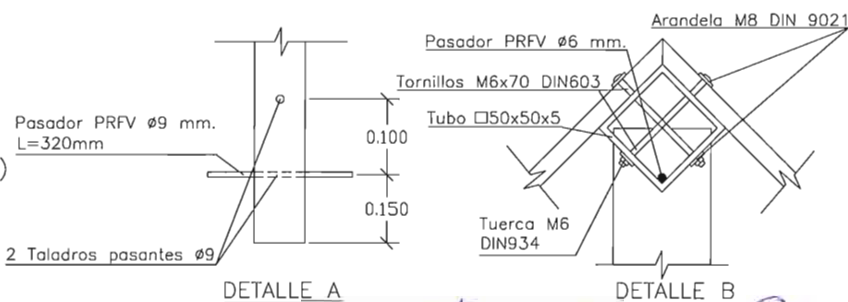 Pasador PRFV ø9 mm.
L=320mm
0.100
0.150
2 Taladros pasantes ø9
DETALLE A
Arandela M8 DIN 9021
Pasador PRFV ø6 mm.
Tornillos M6x70 DIN603
Tubo □50x50x5
Tuerca M6
DIN934
DETALLE B